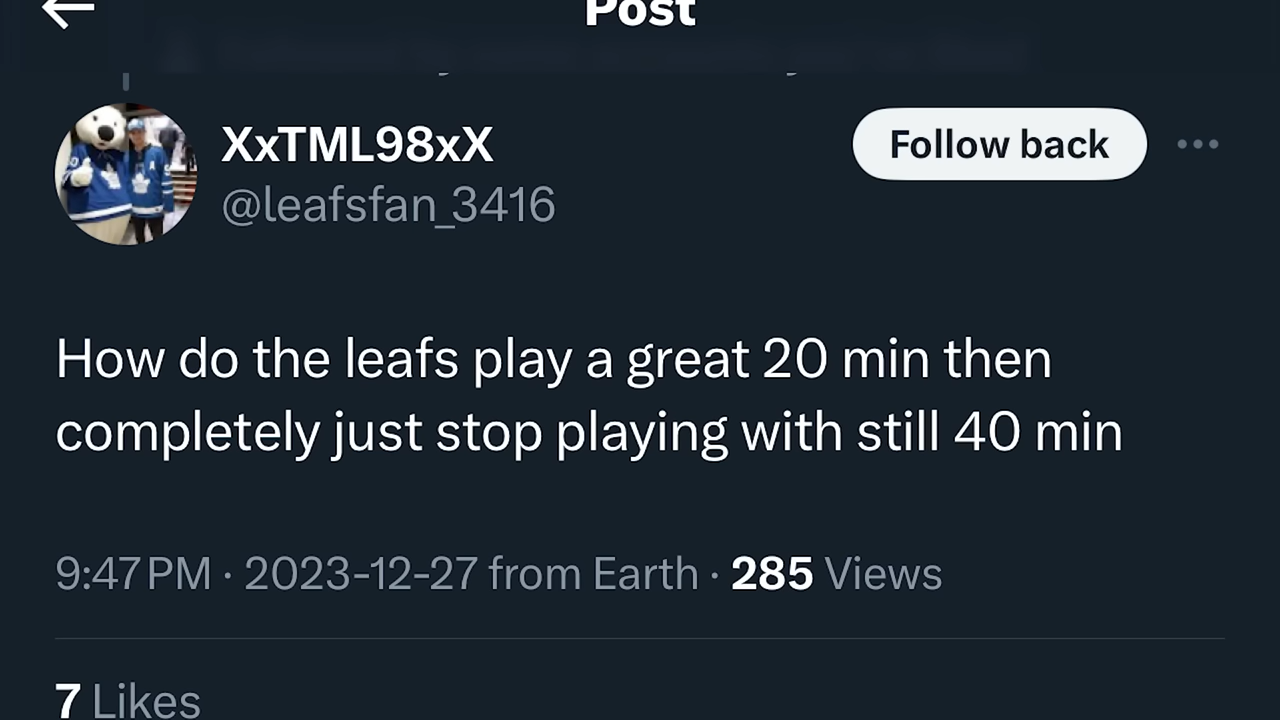 Post
XxTML98xX
Follow back
@leafsfan_3416
How do the leafs play a great 20 min then
completely just stop playing with still 40 min
9:47 PM · 2023-12-27 from Earth · 285 Views
7 Likes